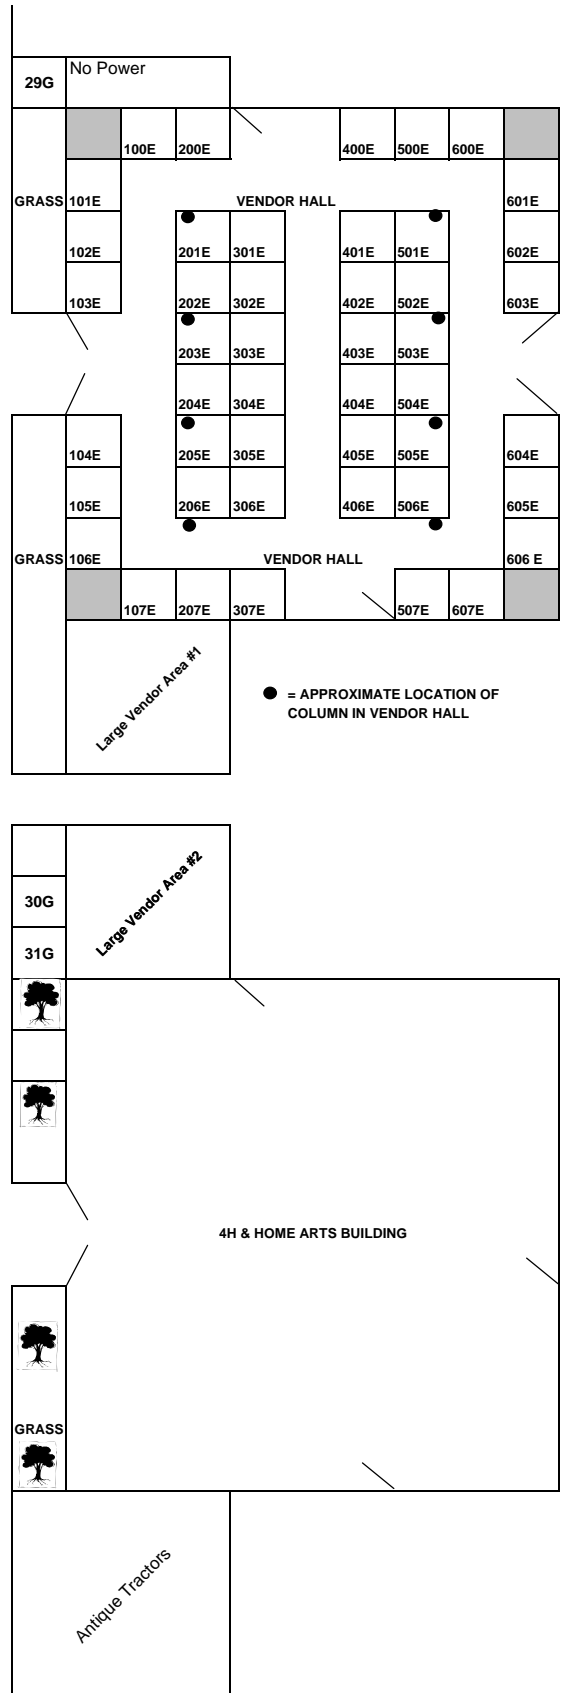 No Power
29G
100E 200E 400E 500E 600E
GRASS 101E VENDOR HALL 601E
102E 201E 301E 401E 501E 602E
103E 202E 302E 402E 502E 603E
203E 303E 403E 503E
204E 304E 404E 504E
104E 205E 305E 405E 505E 604E
105E 206E 306E 406E 506E 605E
GRASS 106E VENDOR HALL 606 E
107E 207E 307E 507E 607E
Large Vendor Area #1
= APPROXIMATE LOCATION OF
COLUMN IN VENDOR HALL
Large Vendor Area #2
30G
31G
4H & HOME ARTS BUILDING
GRASS
Antique Tractors